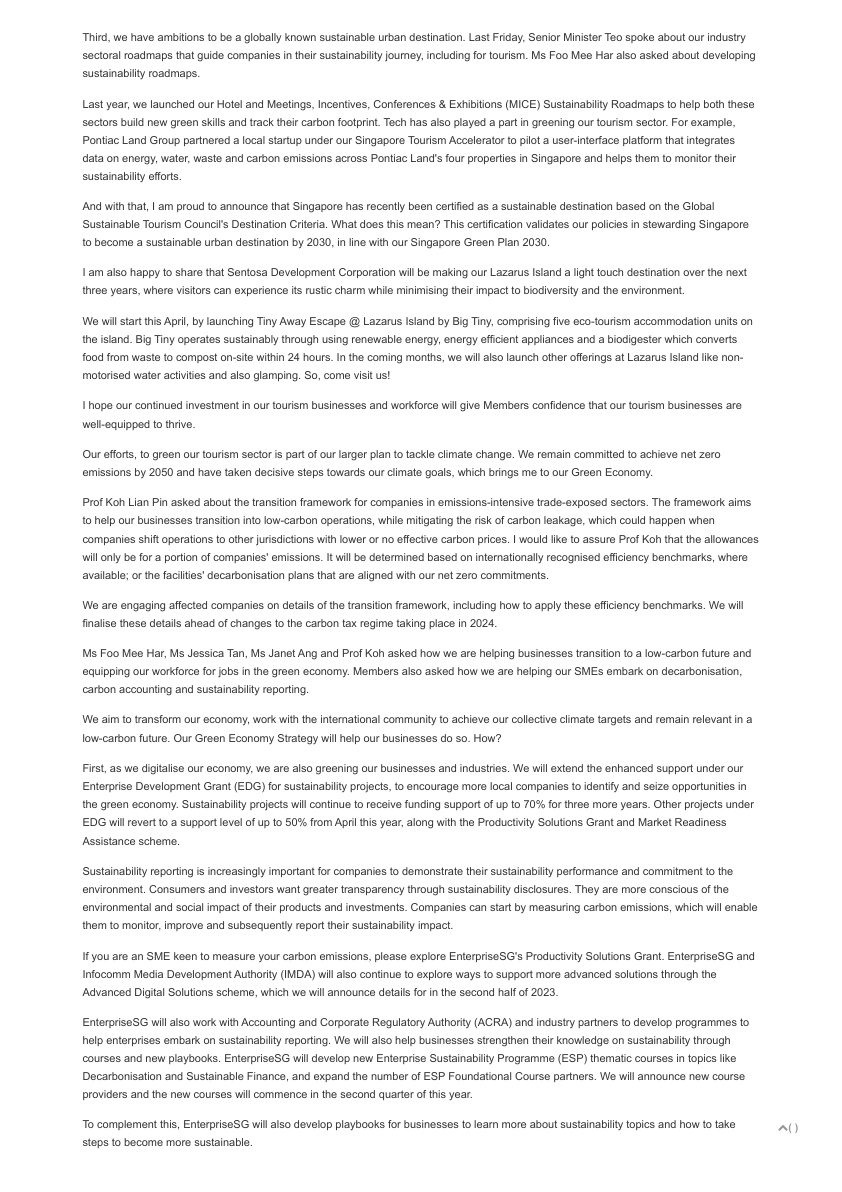 Third, we have ambitions to be a globally known sustainable urban destination. Last Friday, Senior Minister Teo spoke about our industry
sectoral roadmaps that guide companies in their sustainability journey, including for tourism. Ms Foo Mee Har also asked about developing
sustainability roadmaps.
Last year, we launched our Hotel and Meetings, Incentives, Conferences & Exhibitions (MICE) Sustainability Roadmaps to help both these
sectors build new green skills and track their carbon footprint. Tech has also played a part in greening our tourism sector. For example,
Pontiac Land Group partnered a local startup under our Singapore Tourism Accelerator to pilot a user-interface platform that integrates
data on energy, water, waste and carbon emissions across Pontiac Land's four properties in Singapore and helps them to monitor their
sustainability efforts.
And with that, I am proud to announce that Singapore has recently been certified as a sustainable destination based on the Global
Sustainable Tourism Council's Destination Criteria. What does this mean? This certification validates our policies in stewarding Singapore
to become a sustainable urban destination by 2030, in line with our Singapore Green Plan 2030.
I am also happy to share that Sentosa Development Corporation will be making our Lazarus Island a light touch destination over the next
three years, where visitors can experience its rustic charm while minimising their impact to biodiversity and the environment.
We will start this April, by launching Tiny Away Escape @ Lazarus Island by Big Tiny, comprising five eco-tourism accommodation units on
the island. Big Tiny operates sustainably through using renewable energy, energy efficient appliances and a biodigester which converts
food from waste to compost on-site within 24 hours. In the coming months, we will also launch other offerings at Lazarus Island like non-
motorised water activities and also glamping. So, come visit us!
I hope our continued investment in our tourism businesses and workforce will give Members confidence that our tourism businesses are
well-equipped to thrive.
Our efforts, to green our tourism sector is part of our larger plan to tackle climate change. We remain committed to achieve net zero
emissions by 2050 and have taken decisive steps towards our climate goals, which brings me to our Green Economy.
Prof Koh Lian Pin asked about the transition framework for companies in emissions-intensive trade-exposed sectors. The framework aims
to help our businesses transition into low-carbon operations, while mitigating the risk of carbon leakage, which could happen when
companies shift operations to other jurisdictions with lower or no effective carbon prices. I would like to assure Prof Koh that the allowances
will only be for a portion of companies' emissions. It will be determined based on internationally recognised efficiency benchmarks, where
available; or the facilities' decarbonisation plans that are aligned with our net zero commitments.
We are engaging affected companies on details of the transition framework, including how to apply these efficiency benchmarks. We will
finalise these details ahead of changes to the carbon tax regime taking place in 2024.
Ms Foo Mee Har, Ms Jessica Tan, Ms Janet Ang and Prof Koh asked how we are helping businesses transition to a low-carbon future and
equipping our workforce for jobs in the green economy. Members also asked how we are helping our SMEs embark on decarbonisation,
carbon accounting and sustainability reporting.
We aim to transform our economy, work with the international community to achieve our collective climate targets and remain relevant in a
low-carbon future. Our Green Economy Strategy will help our businesses do so. How?
First, as we digitalise our economy, we are also greening our businesses and industries. We will extend the enhanced support under our
Enterprise Development Grant (EDG) for sustainability projects, to encourage more local companies to identify and seize opportunities in
the green economy. Sustainability projects will continue to receive funding support of up to 70% for three more years. Other projects under
EDG will revert to a support level of up to 50% from April this year, along with the Productivity Solutions Grant and Market Readiness
Assistance scheme.
Sustainability reporting is increasingly important for companies to demonstrate their sustainability performance and commitment to the
environment. Consumers and investors want greater transparency through sustainability disclosures. They are more conscious of the
environmental and social impact of their products and investments. Companies can start by measuring carbon emissions, which will enable
them to monitor, improve and subsequently report their sustainability impact.
If you are an SME keen to measure your carbon emissions, please explore EnterpriseSG's Productivity Solutions Grant. EnterpriseSG and
Infocomm Media Development Authority (IMDA) will also continue to explore ways to support more advanced solutions through the
Advanced Digital Solutions scheme, which we will announce details for in the second half of 2023.
EnterpriseSG will also work with Accounting and Corporate Regulatory Authority (ACRA) and industry partners to develop programmes to
help enterprises embark on sustainability reporting. We will also help businesses strengthen their knowledge on sustainability through
courses and new playbooks. EnterpriseSG will develop new Enterprise Sustainability Programme (ESP) thematic courses in topics like
Decarbonisation and Sustainable Finance, and expand the number of ESP Foundational Course partners. We will announce new course
providers and the new courses will commence in the second quarter of this year.
To complement this, EnterpriseSG will also develop playbooks for businesses to learn more about sustainability topics and how to take
steps to become more sustainable.
( )